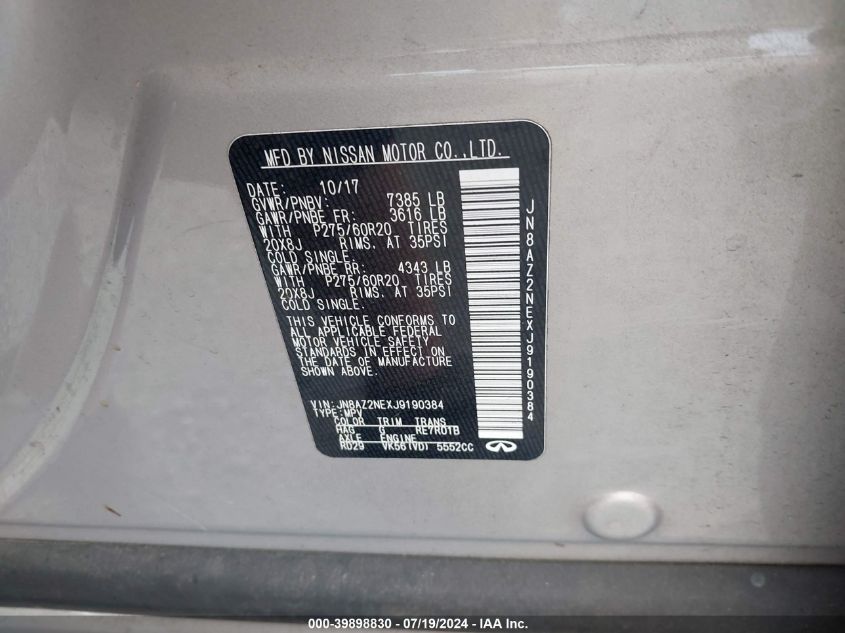 MFD BY NISSAN MOTOR CO.,LTD.
DATE: 10/17
GVWR/PNBV: 7385 LB
GAWR/PNBE FR: 3616 LB
WITH P275/60R20 TIRES
20X8J RIMS. AT 35PSI
COLD SINGLE.
GAWR/PNBE RR: 4343 LB
WITH P275/60R20 TIRES
20X8J RIMS. AT 35PSI
COLD SINGLE.
THIS VEHICLE CONFORMS TO
ALL APPLICABLE FEDERAL
MOTOR VEHICLE SAFETY
STANDARDS IN EFFECT ON
THE DATE OF MANUFACTURE
SHOWN ABOVE.
VIN: JN8AZ2NEXJ9190384
TYPE:MPV
COLOR TRIM TRANS
HAG G RE7R01B
AXLE ENGINE
RD29 VK56(VD) 5552CC
JN8AZ2NEXJ9190384
000-39898830 - 07/19/2024 - IAA Inc.